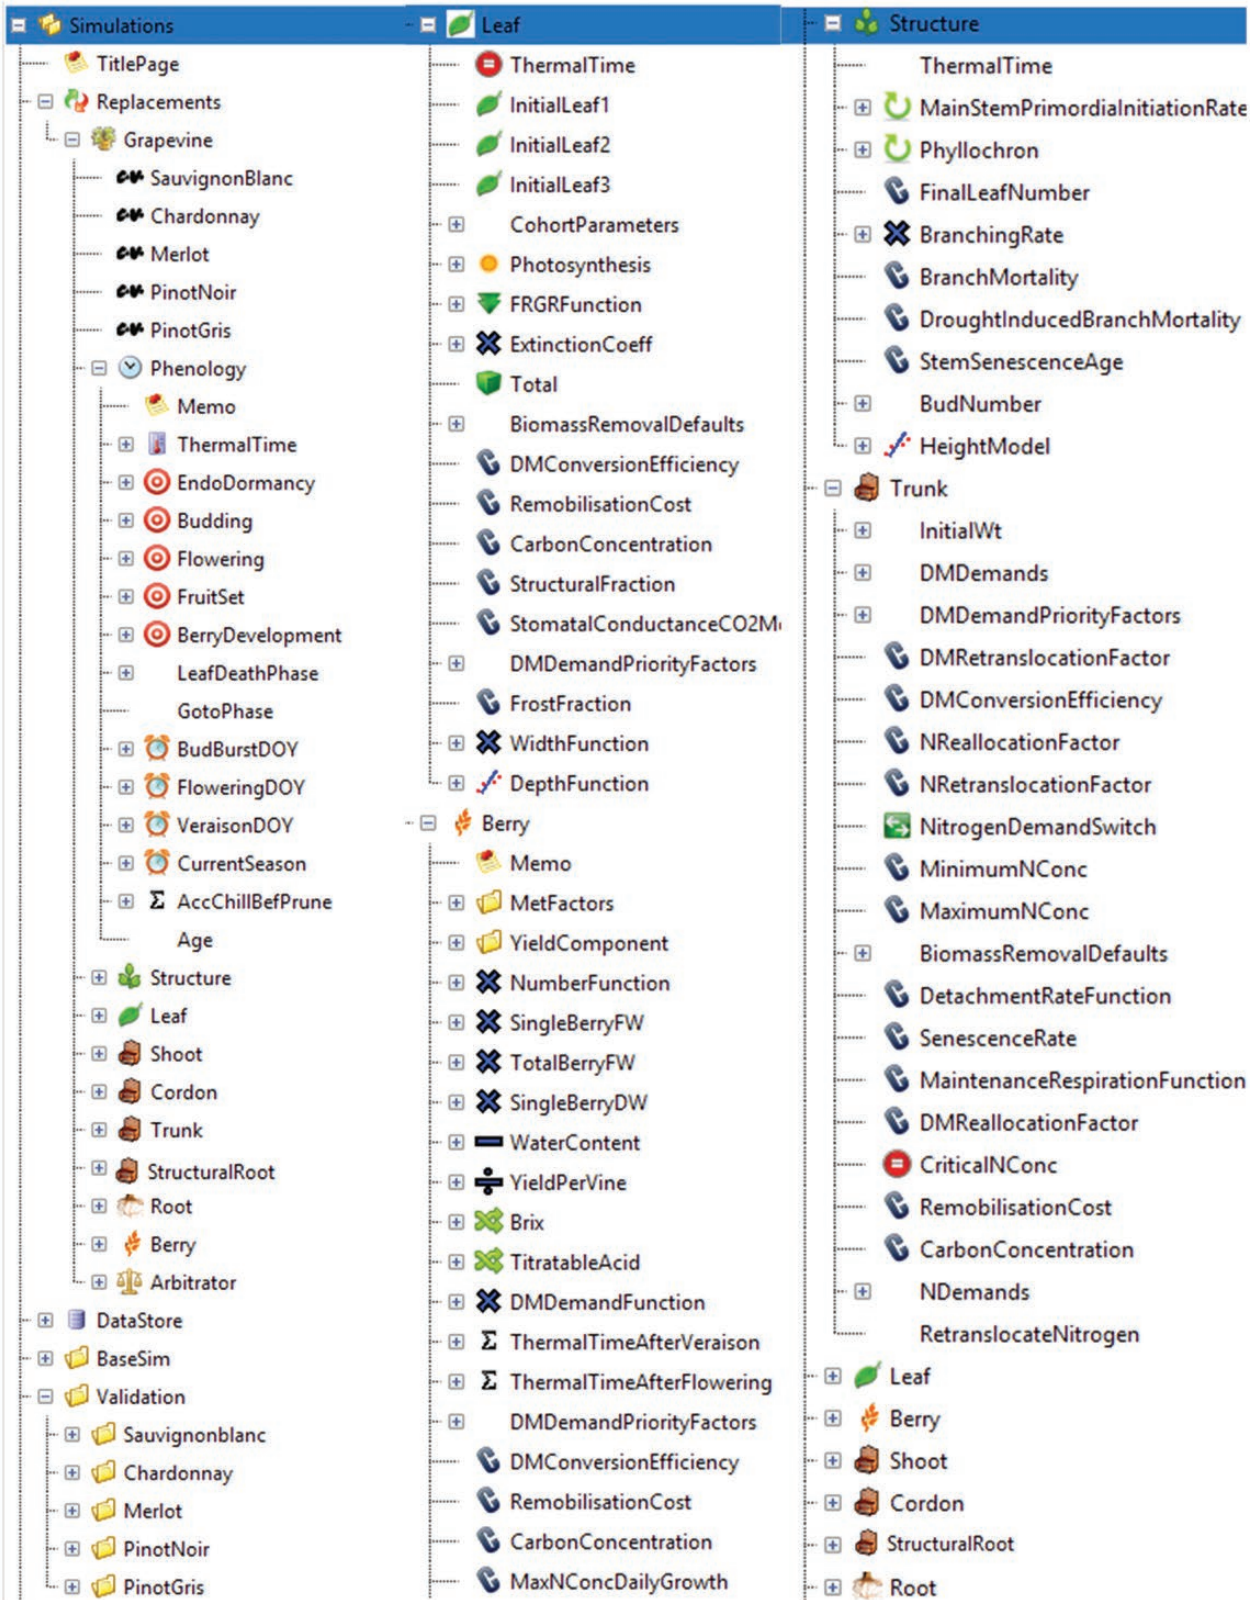 Simulations
TitlePage
Replacements
Grapevine
SauvignonBlanc
Chardonnay
Merlot
PinotNoir
PinotGris
Phenology
Memo
ThermalTime
EndoDormancy
Budding
Flowering
FruitSet
BerryDevelopment
LeafDeathPhase
GotoPhase
BudBurstDOY
FloweringDOY
VeraisonDOY
CurrentSeason
Σ AccChillBefPrune
Age
Structure
Leaf
Shoot
Cordon
Trunk
StructuralRoot
Root
Berry
Arbitrator
DataStore
BaseSim
Validation
Sauvignonblanc
Chardonnay
Merlot
PinotNoir
PinotGris
Leaf
ThermalTime
InitialLeaf1
InitialLeaf2
InitialLeaf3
CohortParameters
Photosynthesis
FRGRFunction
ExtinctionCoeff
Total
BiomassRemovalDefaults
DMConversionEfficiency
RemobilisationCost
CarbonConcentration
StructuralFraction
StomatalConductanceCO2M
DMDemandPriorityFactors
FrostFraction
WidthFunction
DepthFunction
Berry
Memo
MetFactors
YieldComponent
NumberFunction
SingleBerryFW
TotalBerryFW
SingleBerryDW
WaterContent
YieldPerVine
Brix
TitratableAcid
DMDemandFunction
Σ ThermalTimeAfterVeraison
Σ ThermalTimeAfterFlowering
DMDemandPriorityFactors
DMConversionEfficiency
RemobilisationCost
CarbonConcentration
MaxNConcDailyGrowth
Structure
ThermalTime
MainStemPrimordiaInitiationRate
Phyllochron
FinalLeafNumber
BranchingRate
BranchMortality
DroughtInducedBranchMortality
StemSenescenceAge
BudNumber
HeightModel
Trunk
InitialWt
DMDemands
DMDemandPriorityFactors
DMRetranslocationFactor
DMConversionEfficiency
NReallocationFactor
NRetranslocationFactor
NitrogenDemandSwitch
MinimumNConc
MaximumNConc
BiomassRemovalDefaults
DetachmentRateFunction
SenescenceRate
MaintenanceRespirationFunction
DMReallocationFactor
CriticalNConc
RemobilisationCost
CarbonConcentration
NDemands
RetranslocateNitrogen
Leaf
Berry
Shoot
Cordon
StructuralRoot
Root